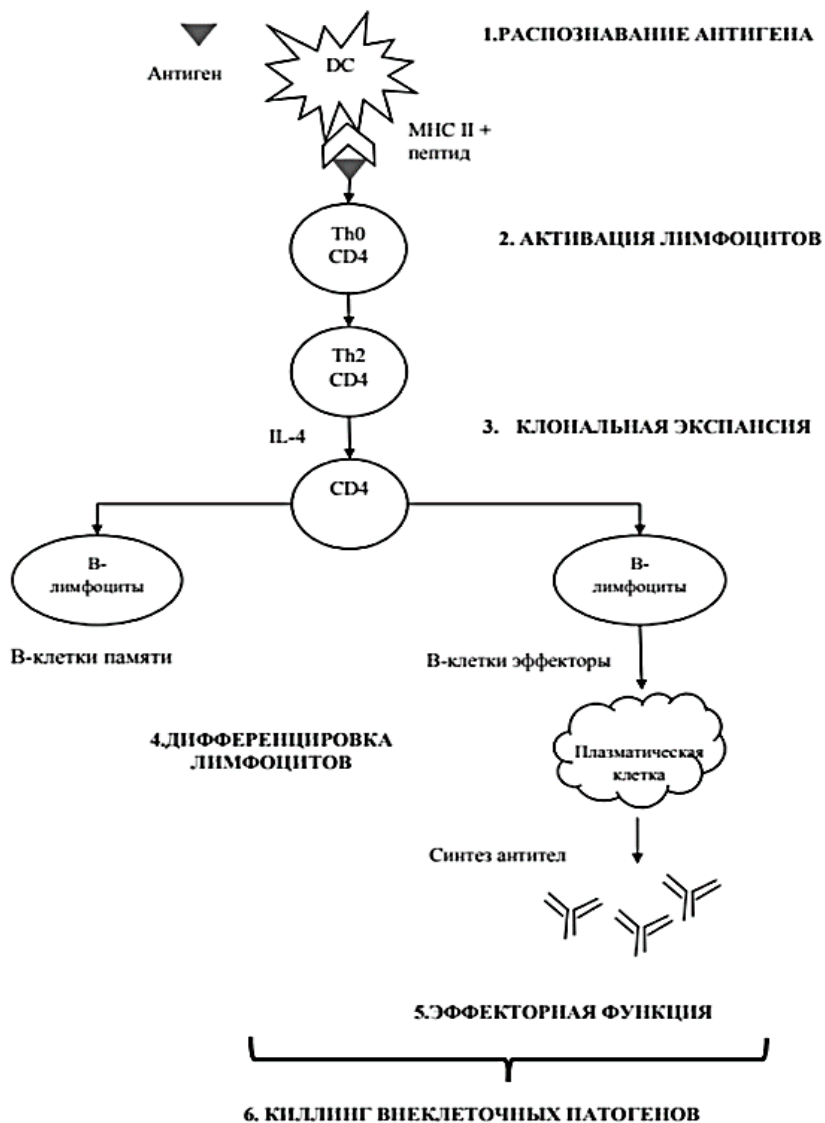 1.РАСПОЗНАВАНИЕ АНТИГЕНА
Антиген
DC
MHC II +
пептид
Th0
CD4
2. АКТИВАЦИЯ ЛИМФОЦИТОВ
Th2
CD4
IL-4
3. КЛОНАЛЬНАЯ ЭКСПАНСИЯ
CD4
В-
лимфоциты
В-
лимфоциты
В-клетки памяти
В-клетки эффекторы
4.ДИФФЕРЕНЦИРОВКА
ЛИМФОЦИТОВ
Плазматическая
клетка
Синтез антител
5.ЭФФЕКТОРНАЯ ФУНКЦИЯ
6. КИЛЛИНГ ВНЕКЛЕТОЧНЫХ ПАТОГЕНОВ